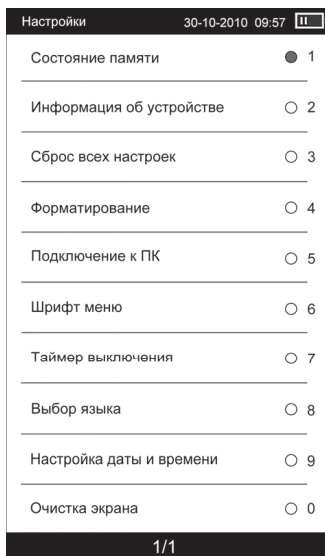 Настройки 30-10-2010 09:57
Состояние памяти 1
Информация об устройстве 2
Сброс всех настроек 3
Форматирование 4
Подключение к ПК 5
Шрифт меню 6
Таймер выключения 7
Выбор языка 8
Настройка даты и времени 9
Очистка экрана 0
1/1